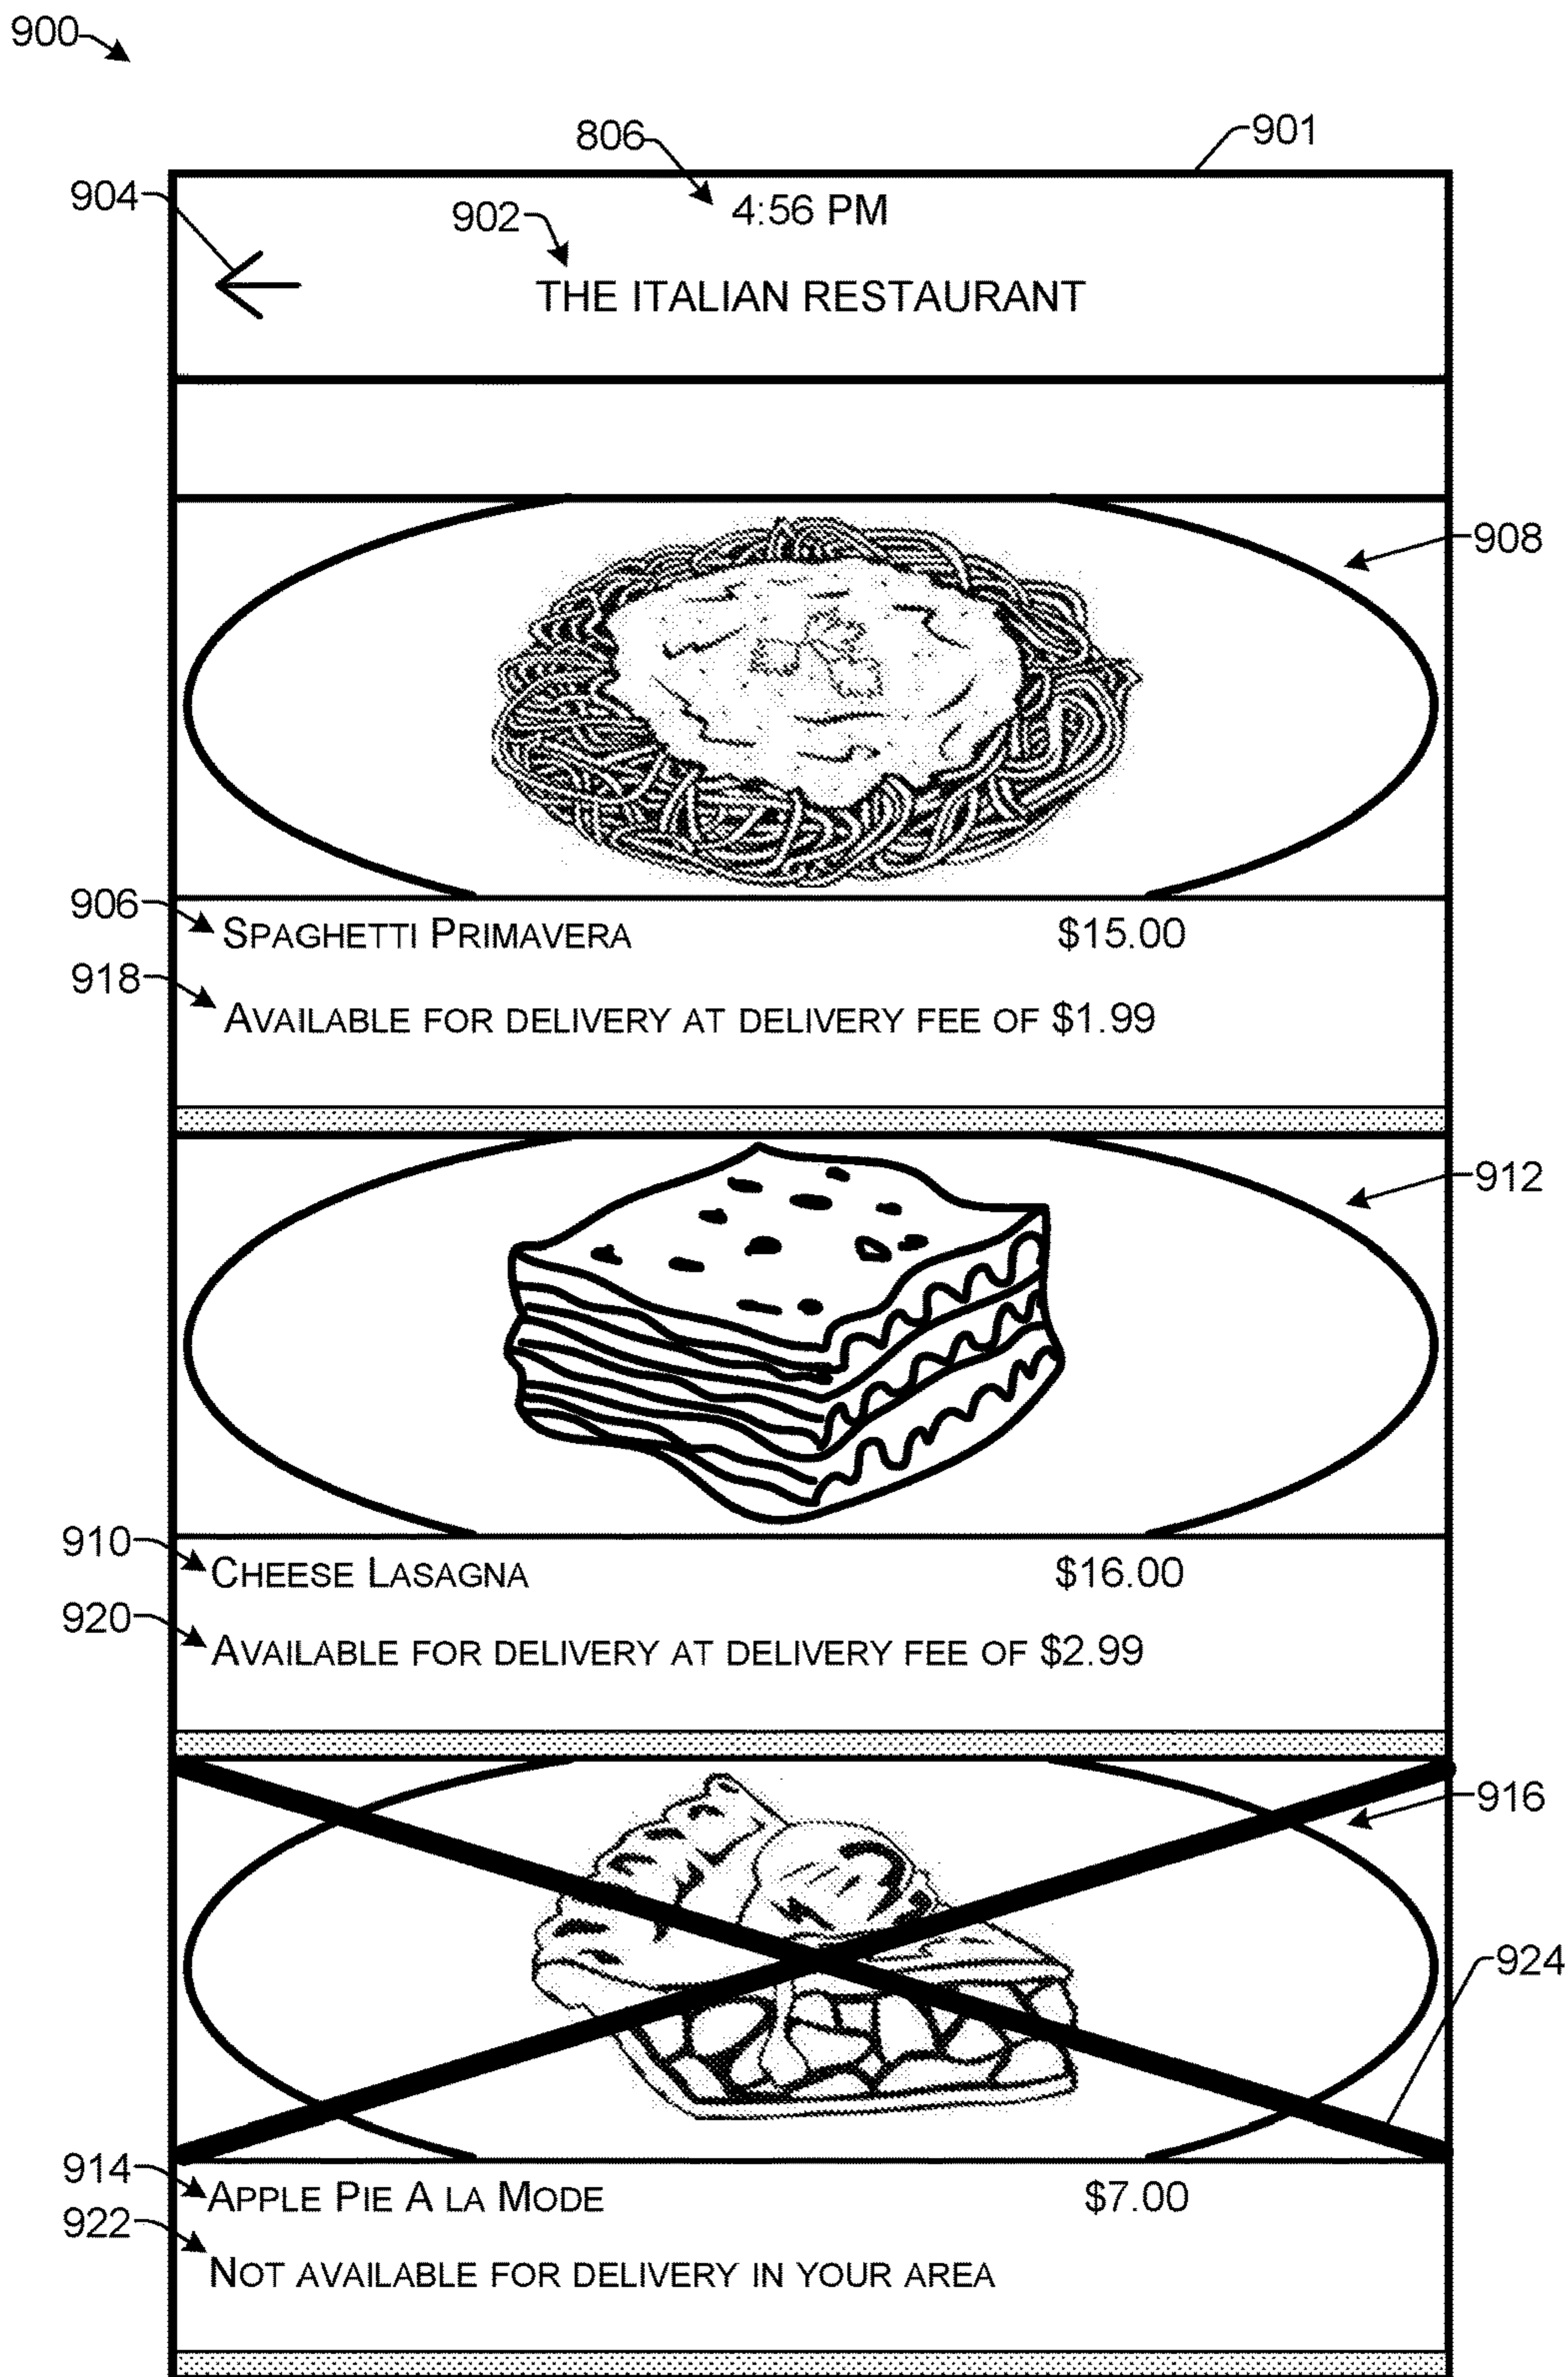 900
806
901
904
4:56 PM
902
THE ITALIAN RESTAURANT
908
906
SPAGHETTI PRIMAVERA $15.00
918
AVAILABLE FOR DELIVERY AT DELIVERY FEE OF $1.99
912
910
CHEESE LASAGNA $16.00
920
AVAILABLE FOR DELIVERY AT DELIVERY FEE OF $2.99
916
924
914
APPLE PIE A LA MODE $7.00
922
NOT AVAILABLE FOR DELIVERY IN YOUR AREA